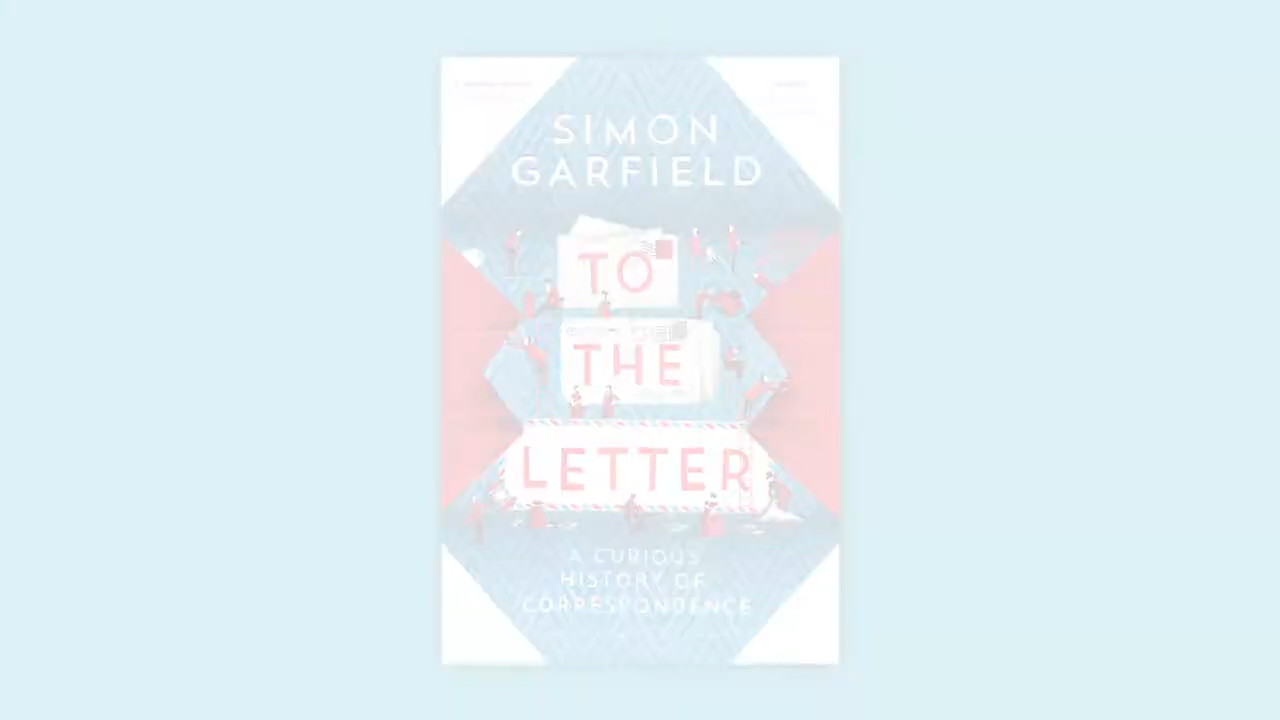 SIMON
GARFIELD
TO
THE
LETTER
A CURIOUS
HISTORY OF
CORRESPONDENCE